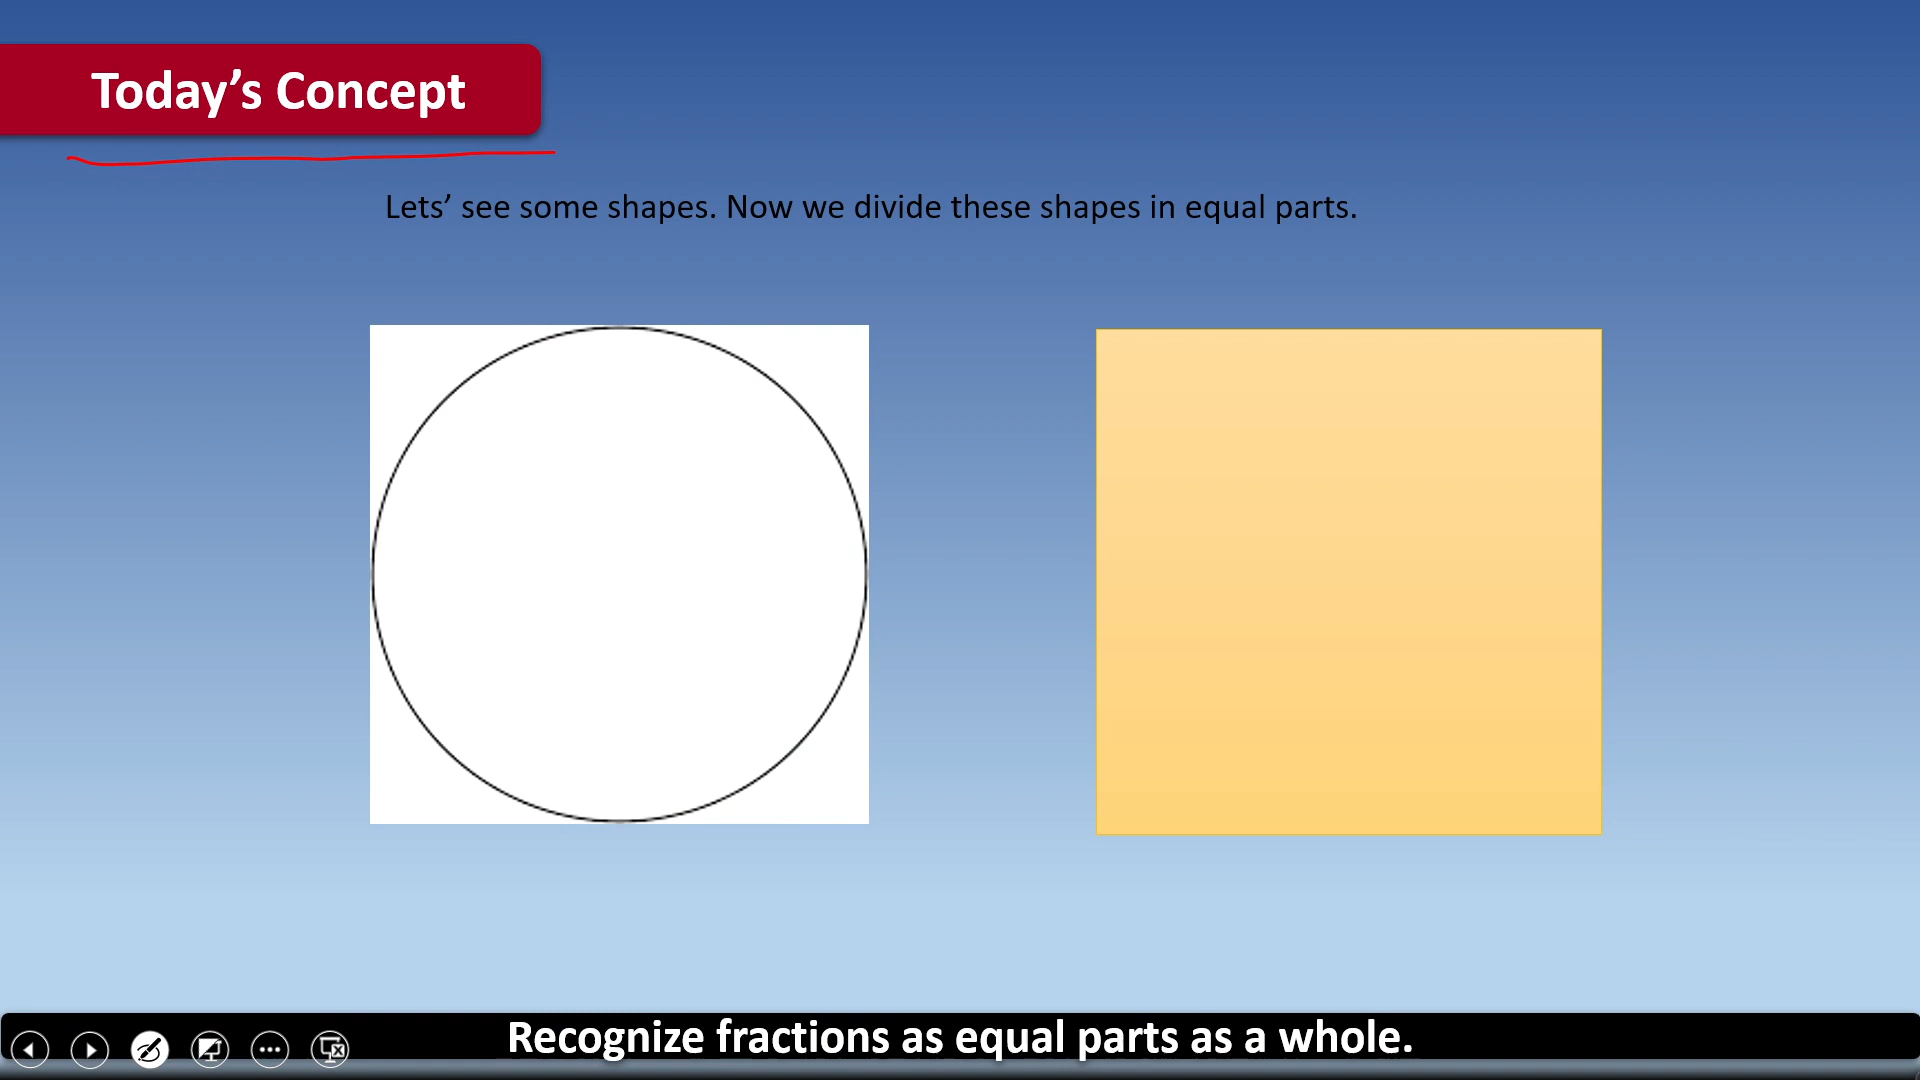 Today’s Concept
Lets’ see some shapes. Now we divide these shapes in equal parts.
Recognize fractions as equal parts as a whole.